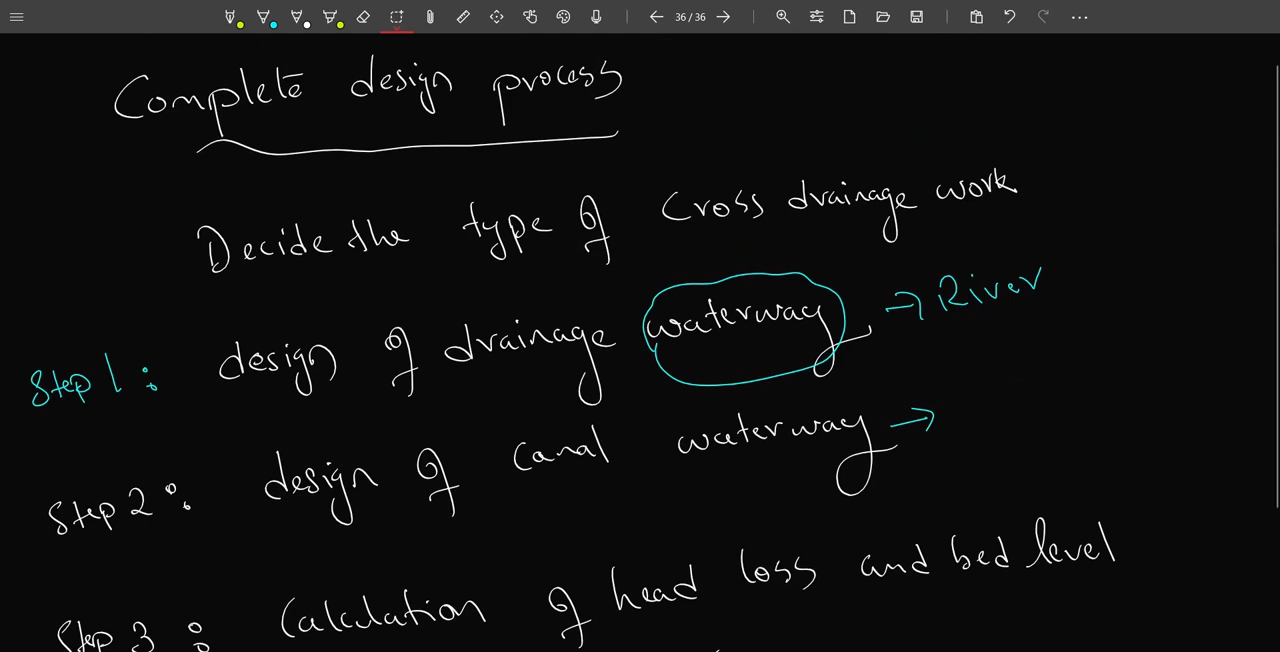 36 / 36
Complete design process
Decide the type of cross drainage work
Step 1 : design of drainage waterway → River
Step 2 : design of canal waterway →
Step 3 : Calculation of head loss and bed level